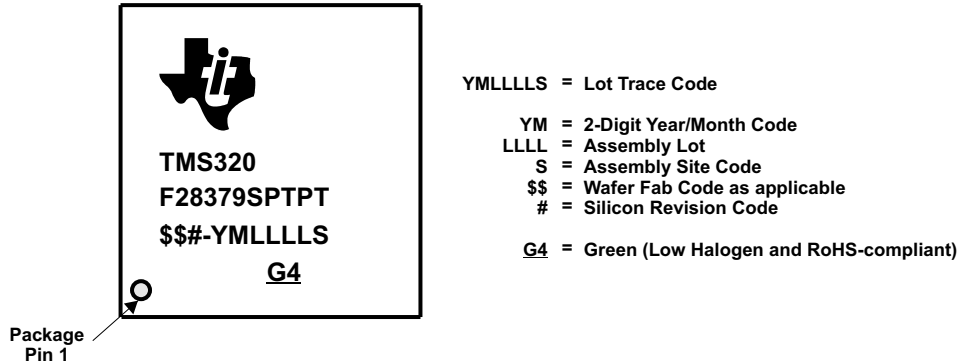 ti
TMS320
F28379SPTPT
$$#-YMLLLLS
G4
Package
Pin 1
YMLLLLS = Lot Trace Code
YM = 2-Digit Year/Month Code
LLLL = Assembly Lot
S = Assembly Site Code
$$ = Wafer Fab Code as applicable
# = Silicon Revision Code
G4 = Green (Low Halogen and RoHS-compliant)